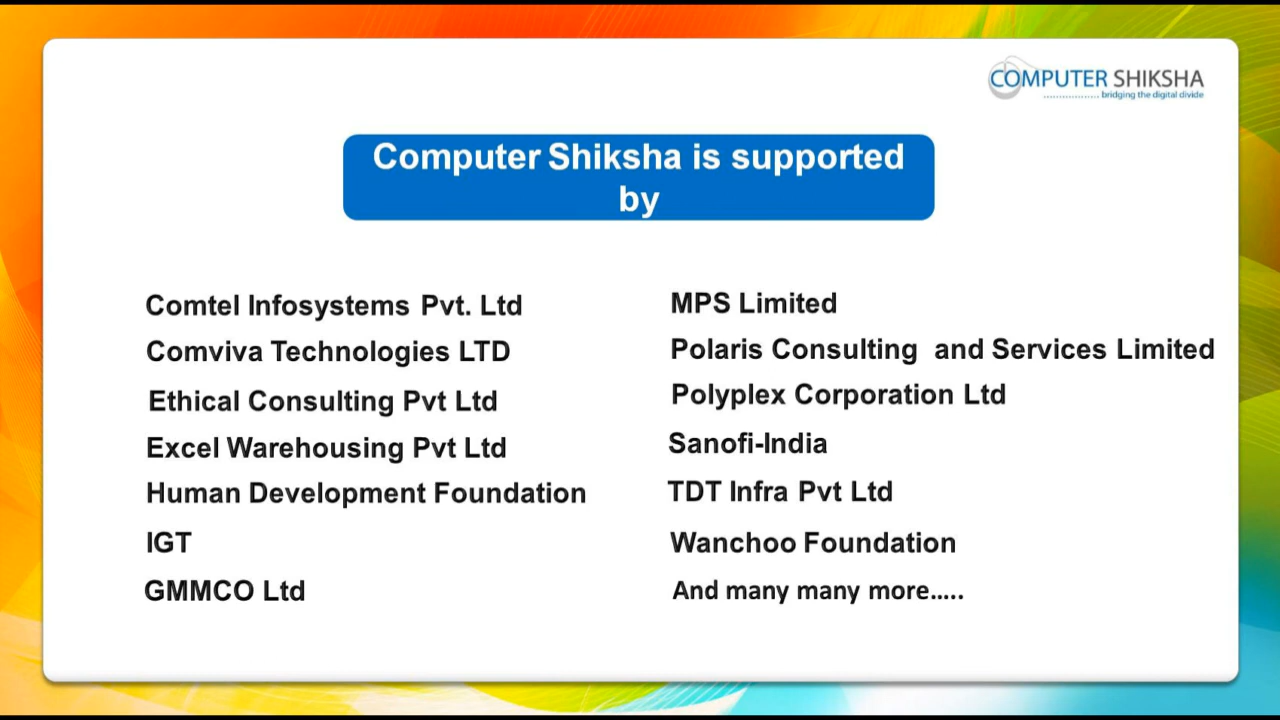 COMPUTER SHIKSHA
bridging the digital divide
Computer Shiksha is supported
by
Comtel Infosystems Pvt. Ltd
Comviva Technologies LTD
Ethical Consulting Pvt Ltd
Excel Warehousing Pvt Ltd
Human Development Foundation
IGT
GMMCO Ltd
MPS Limited
Polaris Consulting and Services Limited
Polyplex Corporation Ltd
Sanofi-India
TDT Infra Pvt Ltd
Wanchoo Foundation
And many many more.....